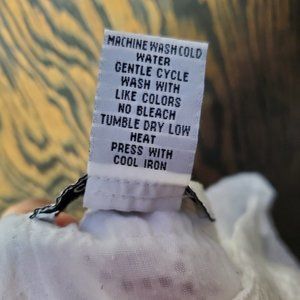 MACHINE WASH COLD
WATER
GENTLE CYCLE
WASH WITH
LIKE COLORS
NO BLEACH
TUMBLE DRY LOW
HEAT
PRESS WITH
COOL IRON